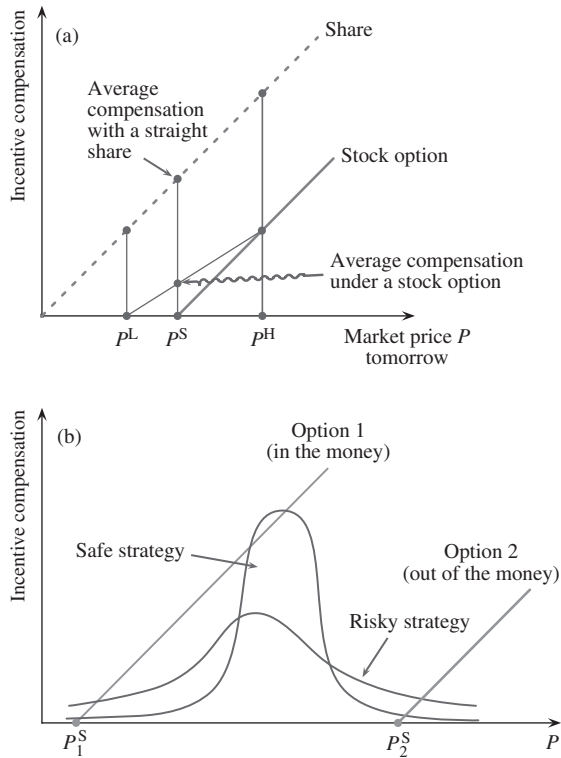 (a)
Incentive compensation
Share
Average
compensation
with a straight
share
Stock option
Average compensation
under a stock option
P^L
P^S
P^H
Market price P
tomorrow
(b)
Incentive compensation
Option 1
(in the money)
Safe strategy
Option 2
(out of the money)
Risky strategy
P_1^S
P_2^S
P